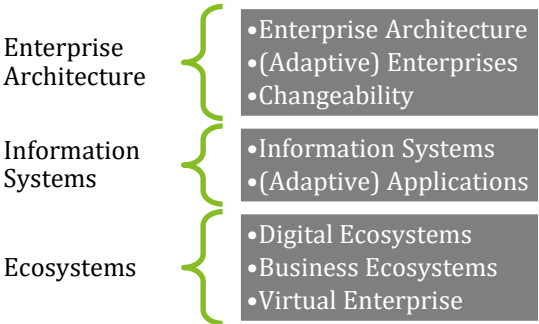 Enterprise
Architecture
•Enterprise Architecture
•(Adaptive) Enterprises
•Changeability
Information
Systems
•Information Systems
•(Adaptive) Applications
Ecosystems
•Digital Ecosystems
•Business Ecosystems
•Virtual Enterprise